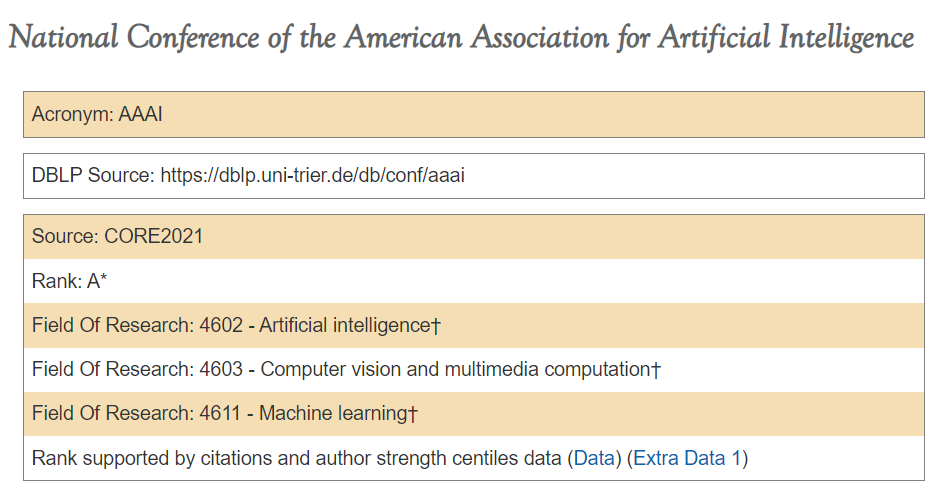 National Conference of the American Association for Artificial Intelligence
Acronym: AAAI
DBLP Source: https://dblp.uni-trier.de/db/conf/aaai
Source: CORE2021
Rank: A*
Field Of Research: 4602 - Artificial intelligence†
Field Of Research: 4603 - Computer vision and multimedia computation†
Field Of Research: 4611 - Machine learning†
Rank supported by citations and author strength centiles data (Data) (Extra Data 1)